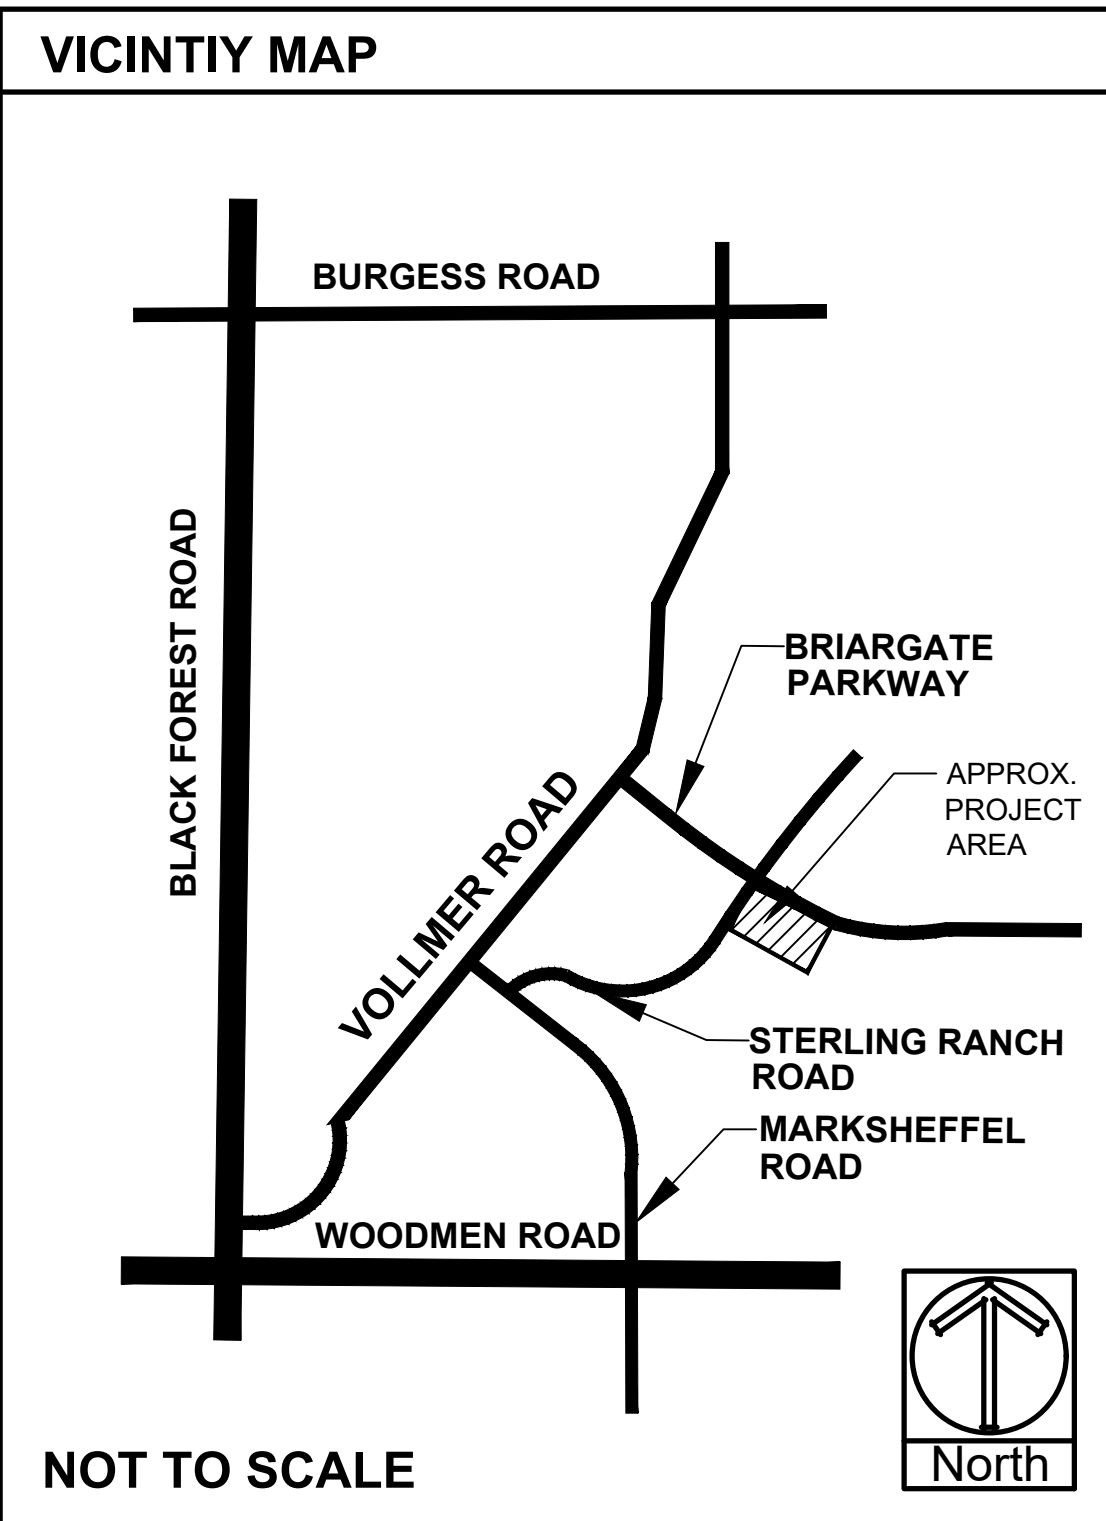 VICINTIY MAP
BURGESS ROAD
BLACK FOREST ROAD
BRIARGATE
PARKWAY
APPROX.
PROJECT
AREA
VOLLMER ROAD
STERLING RANCH
ROAD
MARKSHEFFEL
ROAD
WOODMEN ROAD
NOT TO SCALE
North